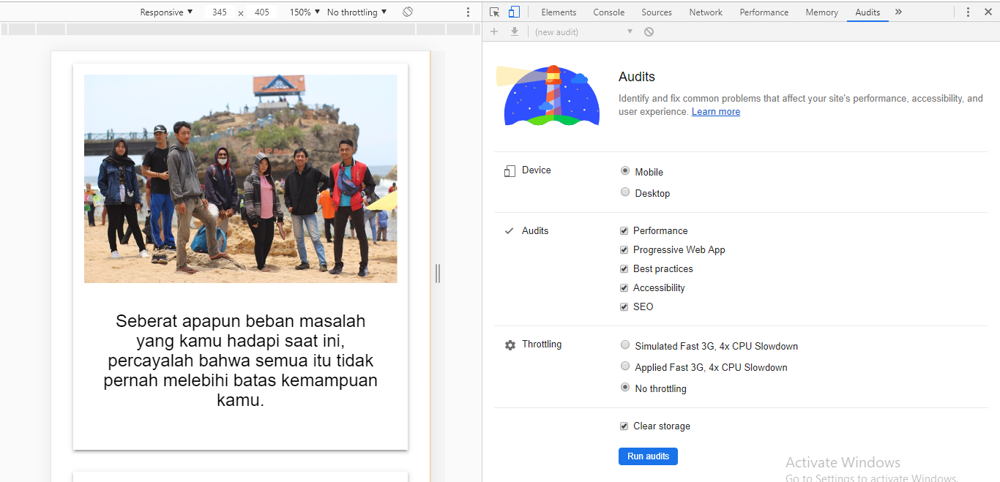 Responsive 345 × 405 150% No throttling
Elements Console Sources Network Performance Memory Audits
(new audit)
Audits
Identify and fix common problems that affect your site's performance, accessibility, and
user experience. Learn more
Device
Mobile
Desktop
Audits
Performance
Progressive Web App
Best practices
Accessibility
SEO
Throttling
Simulated Fast 3G, 4x CPU Slowdown
Applied Fast 3G, 4x CPU Slowdown
No throttling
Clear storage
Run audits
Seberat apapun beban masalah
yang kamu hadapi saat ini,
percayalah bahwa semua itu tidak
pernah melebihi batas kemampuan
kamu.
Activate Windows
Go to Settings to activate Windows.